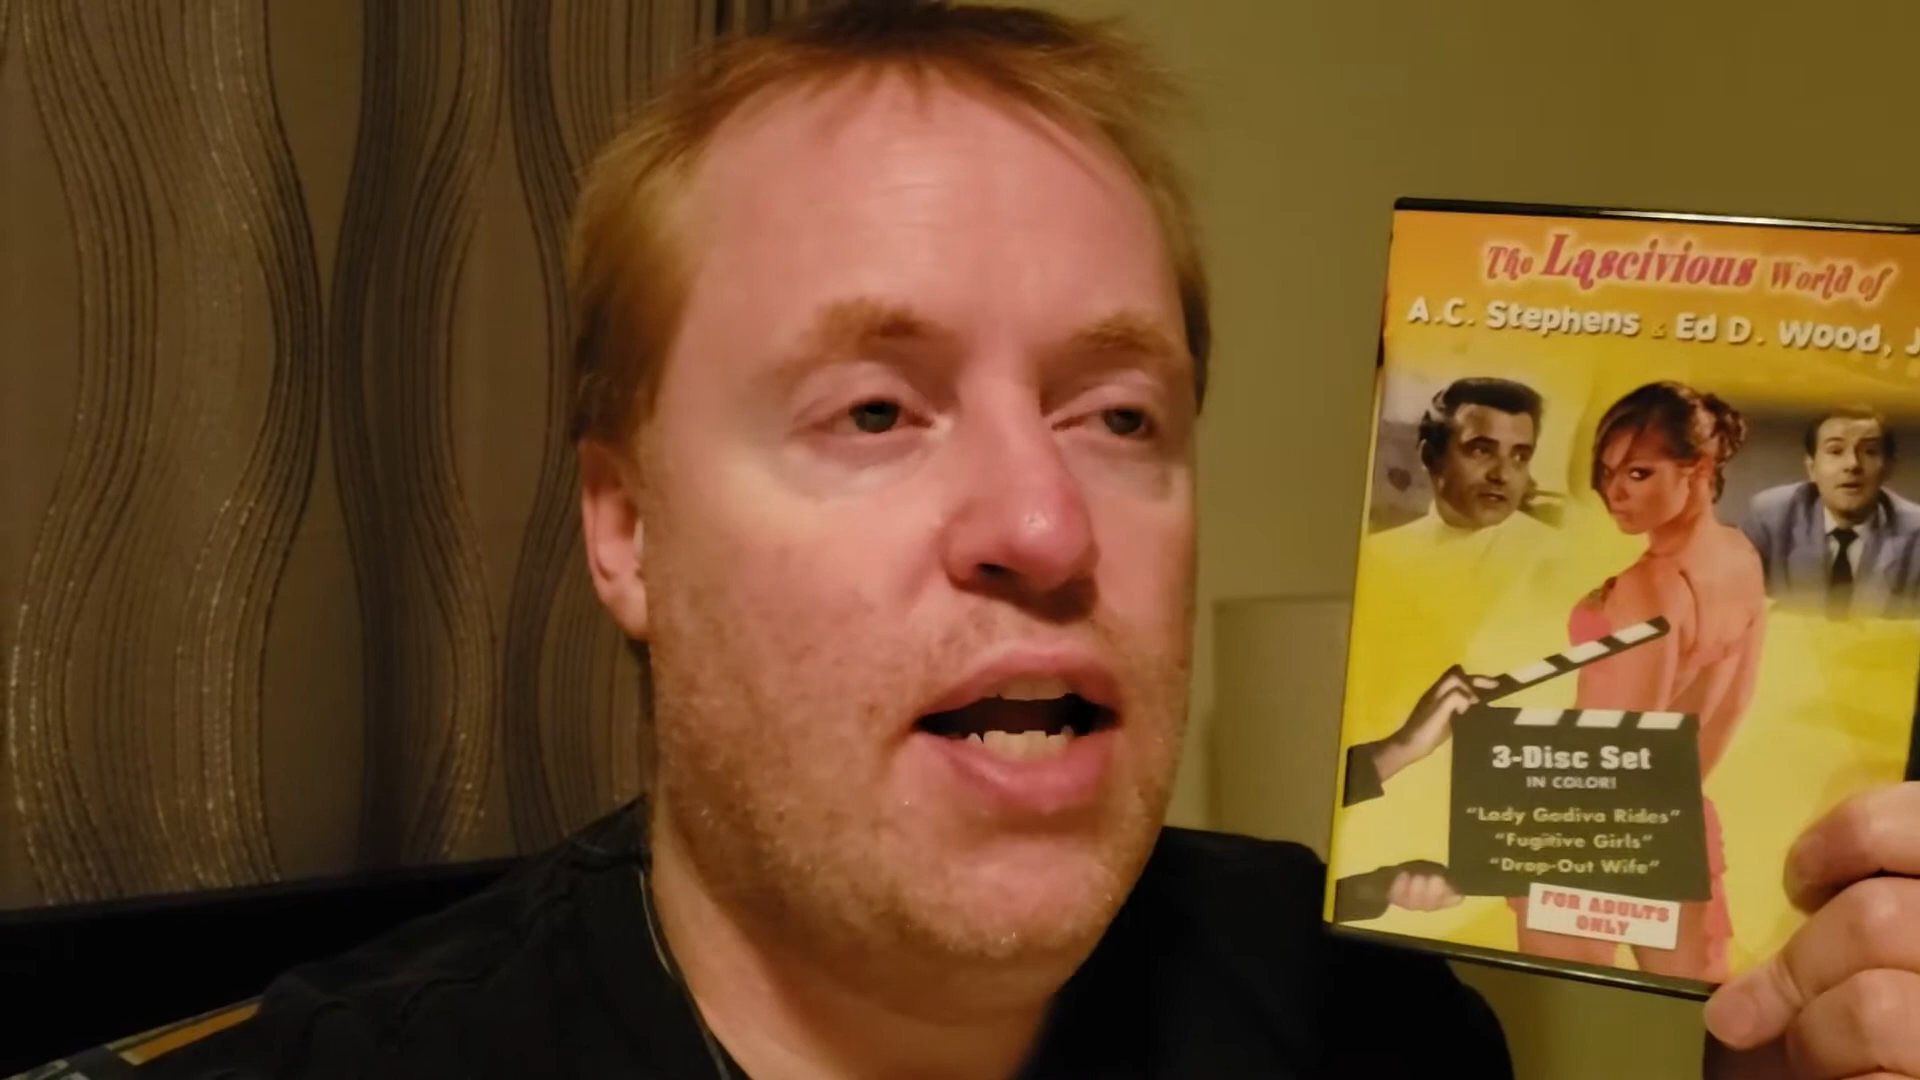 The Lascivious World of
A.C. Stephens & Ed D. Wood, J
3-Disc Set
IN COLOR!
"Lady Godiva Rides"
"Fugitive Girls"
"Drop-Out Wife"
FOR ADULTS
ONLY